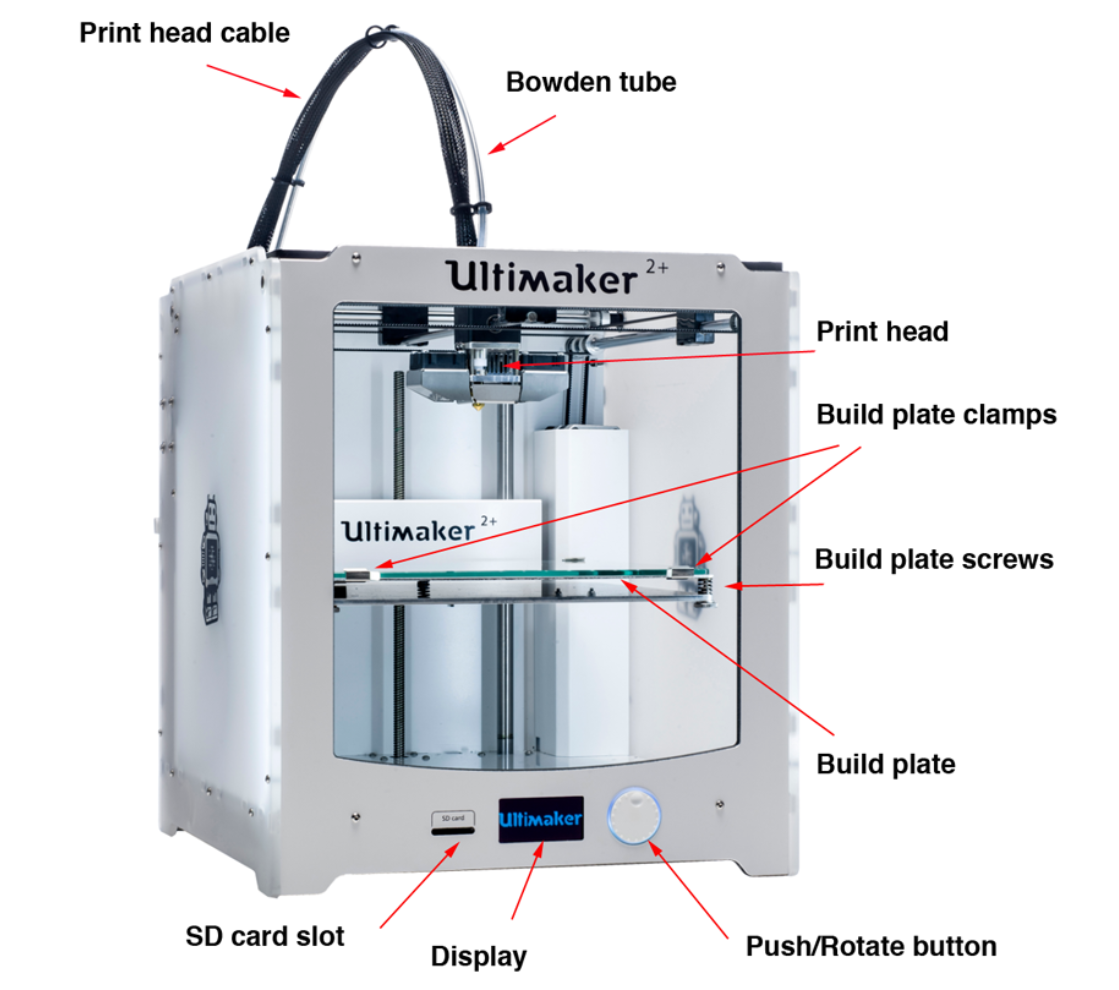 Print head cable
Bowden tube
Ultimaker 2+
Print head
Build plate clamps
Ultimaker 2+
Build plate screws
Build plate
SD card
Ultimaker
SD card slot
Display
Push/Rotate button